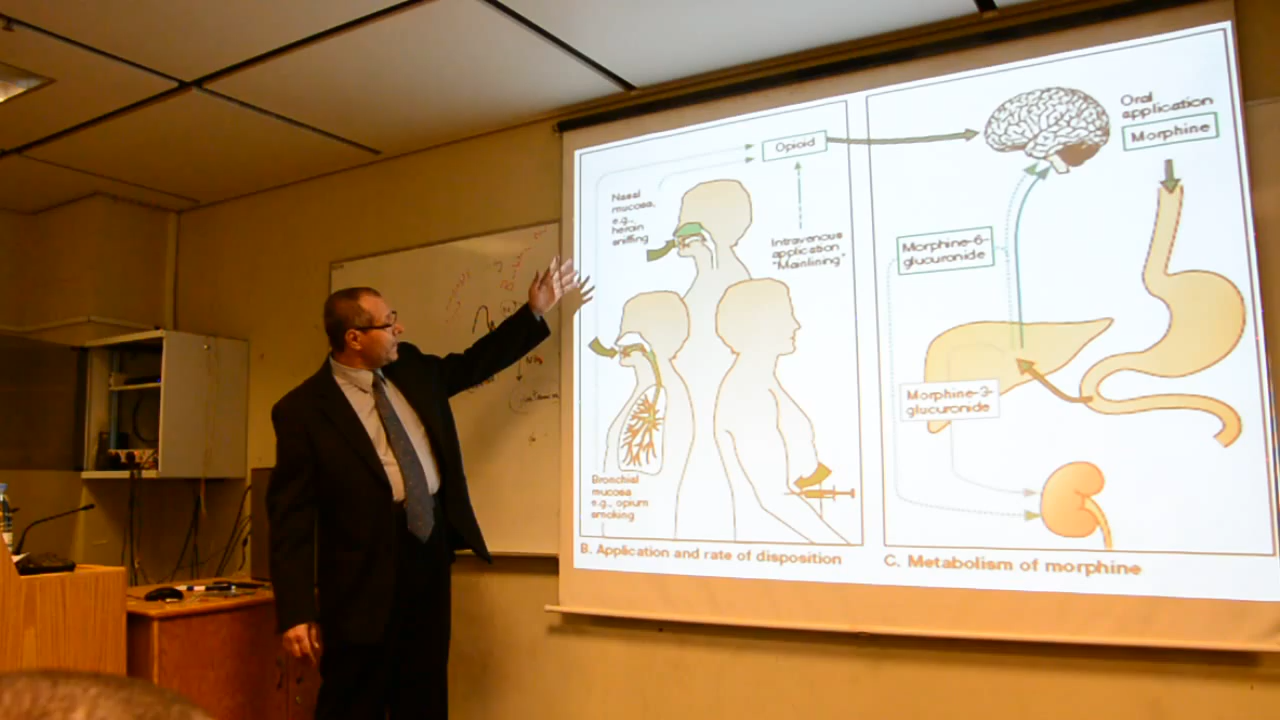 Opioid
Nasal
mucosa,
e.g.,
heroin
sniffing
Intravenous
application
"Mainlining"
Bronchial
mucosa
e.g., opium
smoking
B. Application and rate of disposition
Oral
application
Morphine
Morphine-6-
glucuronide
Morphine-3-
glucuronide
C. Metabolism of morphine